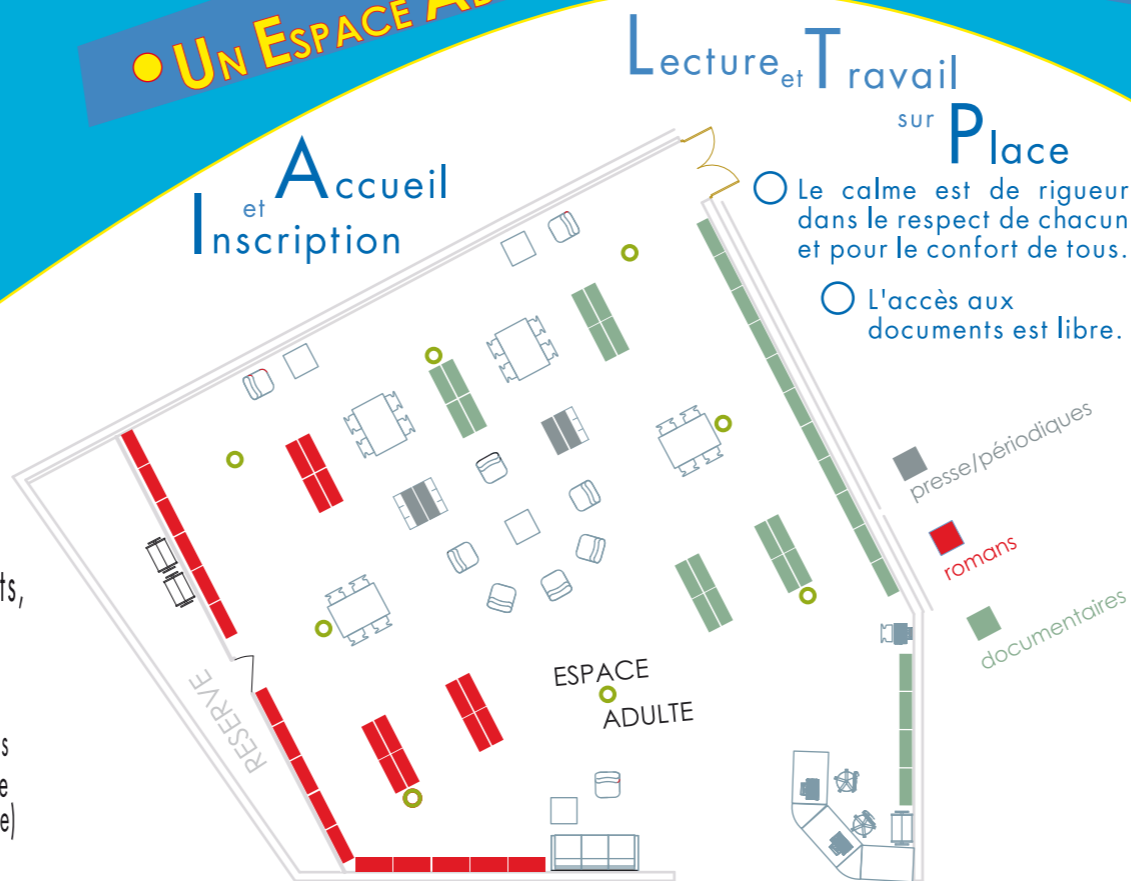 ● UN ESPACE
Lecture et Travail
sur Place
Accueil
et
Inscription
Le calme est de rigueur
dans le respect de chacun
et pour le confort de tous.
L'accès aux
documents est libre.
presse/périodiques
romans
documentaires
RESERVE
ESPACE
ADULTE